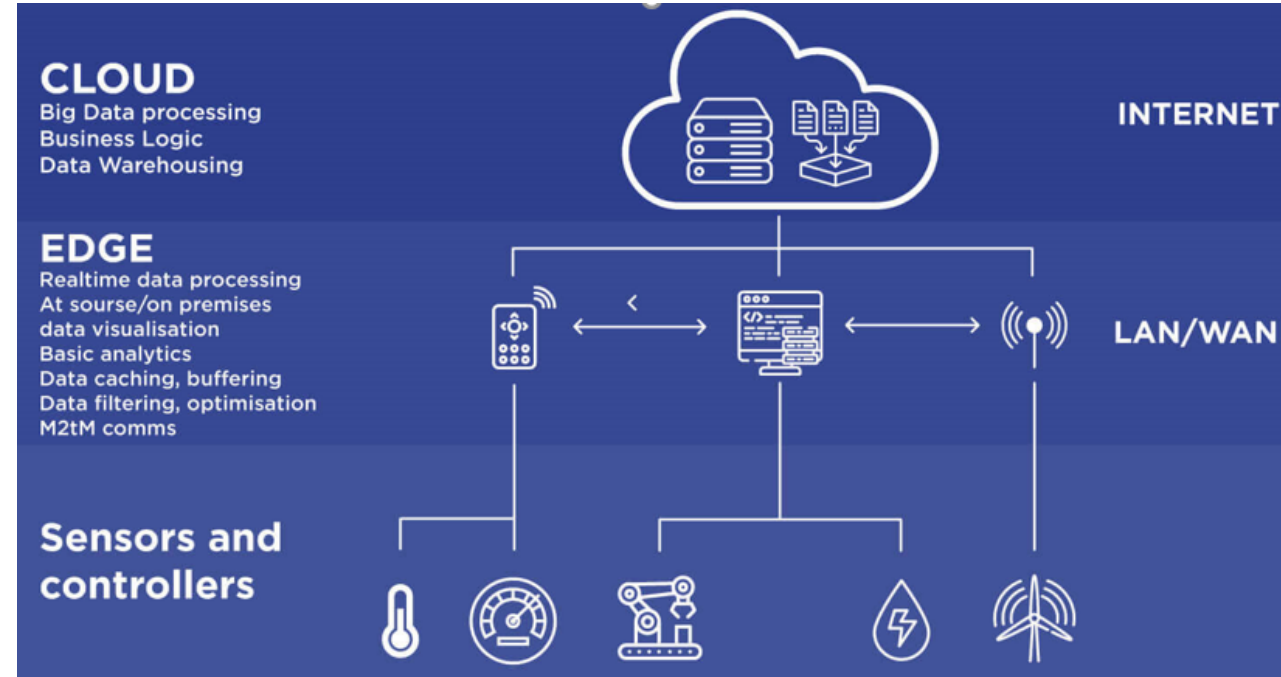 CLOUD
Big Data processing
Business Logic
Data Warehousing
INTERNET
EDGE
Realtime data processing
At sourse/on premises
data visualisation
Basic analytics
Data caching, buffering
Data filtering, optimisation
M2tM comms
LAN/WAN
Sensors and
controllers